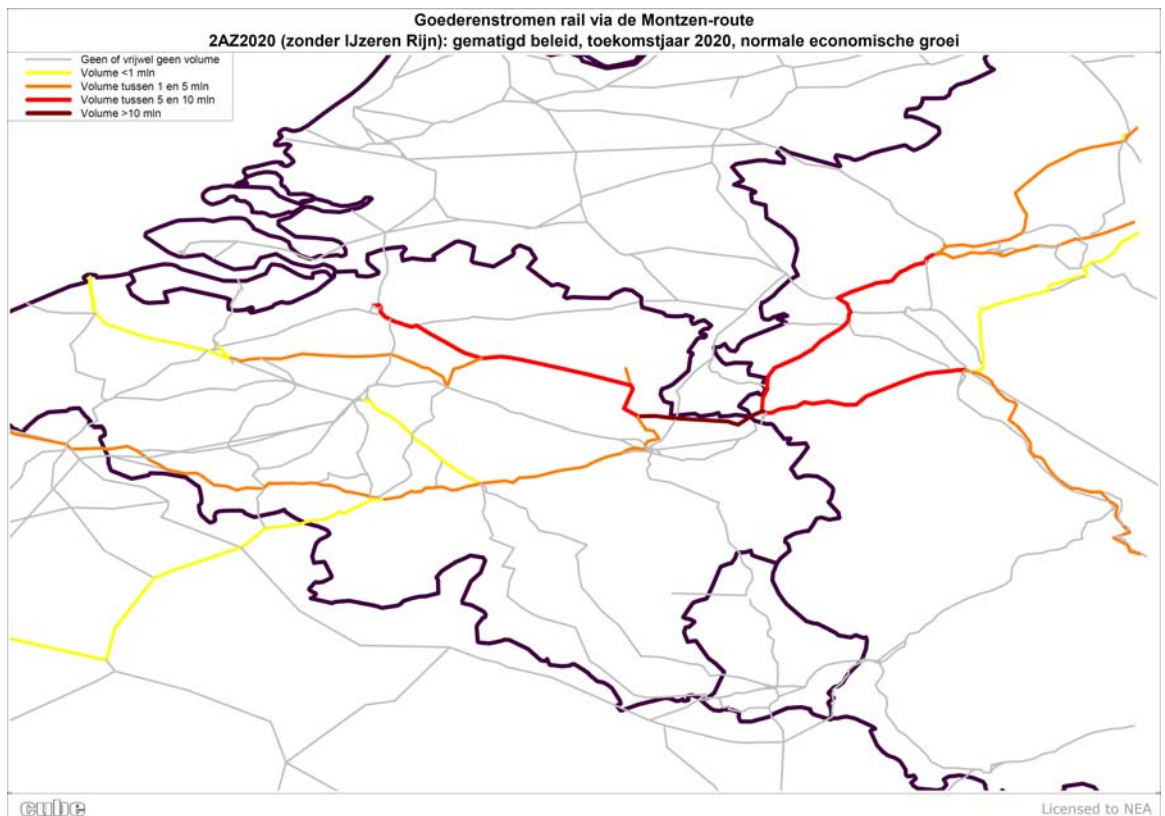 Goederenstromen rail via de Montzen-route
2AZ2020 (zonder IJzeren Rijn): gematigd beleid, toekomstjaar 2020, normale economische groei
Geen of vrijwel geen volume
Volume <1 mln
Volume tussen 1 en 5 mln
Volume tussen 5 en 10 mln
Volume >10 mln
cube
Licensed to NEA